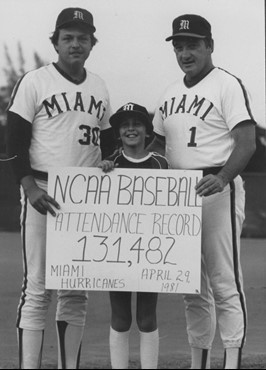 M
M
MIAMI
30
MIAMI
1
NCAA BASEBALL
ATTENDANCE RECORD
131,482
MIAMI APRIL 29
HURRICANES 1981